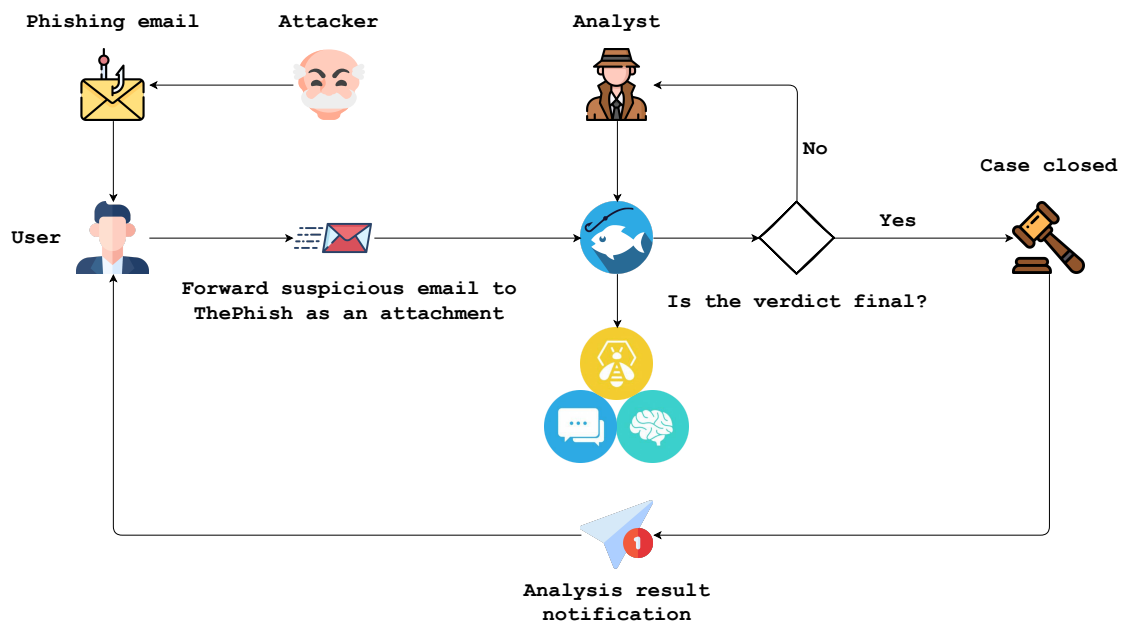 Phishing email
Attacker
Analyst
No
Case closed
User
Yes
Forward suspicious email to
ThePhish as an attachment
Is the verdict final?
1
Analysis result
notification